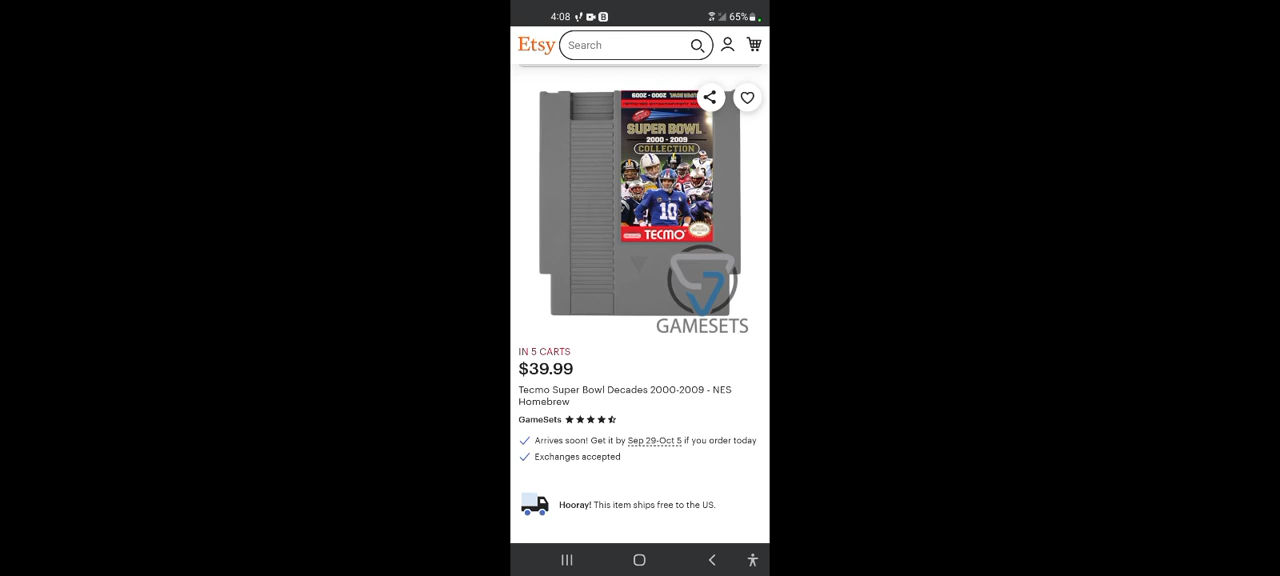 4:08
65%
Etsy
Search
SUPER BOWL
2000 - 2009
COLLECTION
10
TECMO
GAMESETS
IN 5 CARTS
$39.99
Tecmo Super Bowl Decades 2000-2009 - NES
Homebrew
GameSets
Arrives soon! Get it by Sep 29-Oct 5 if you order today
Exchanges accepted
Hooray! This item ships free to the US.